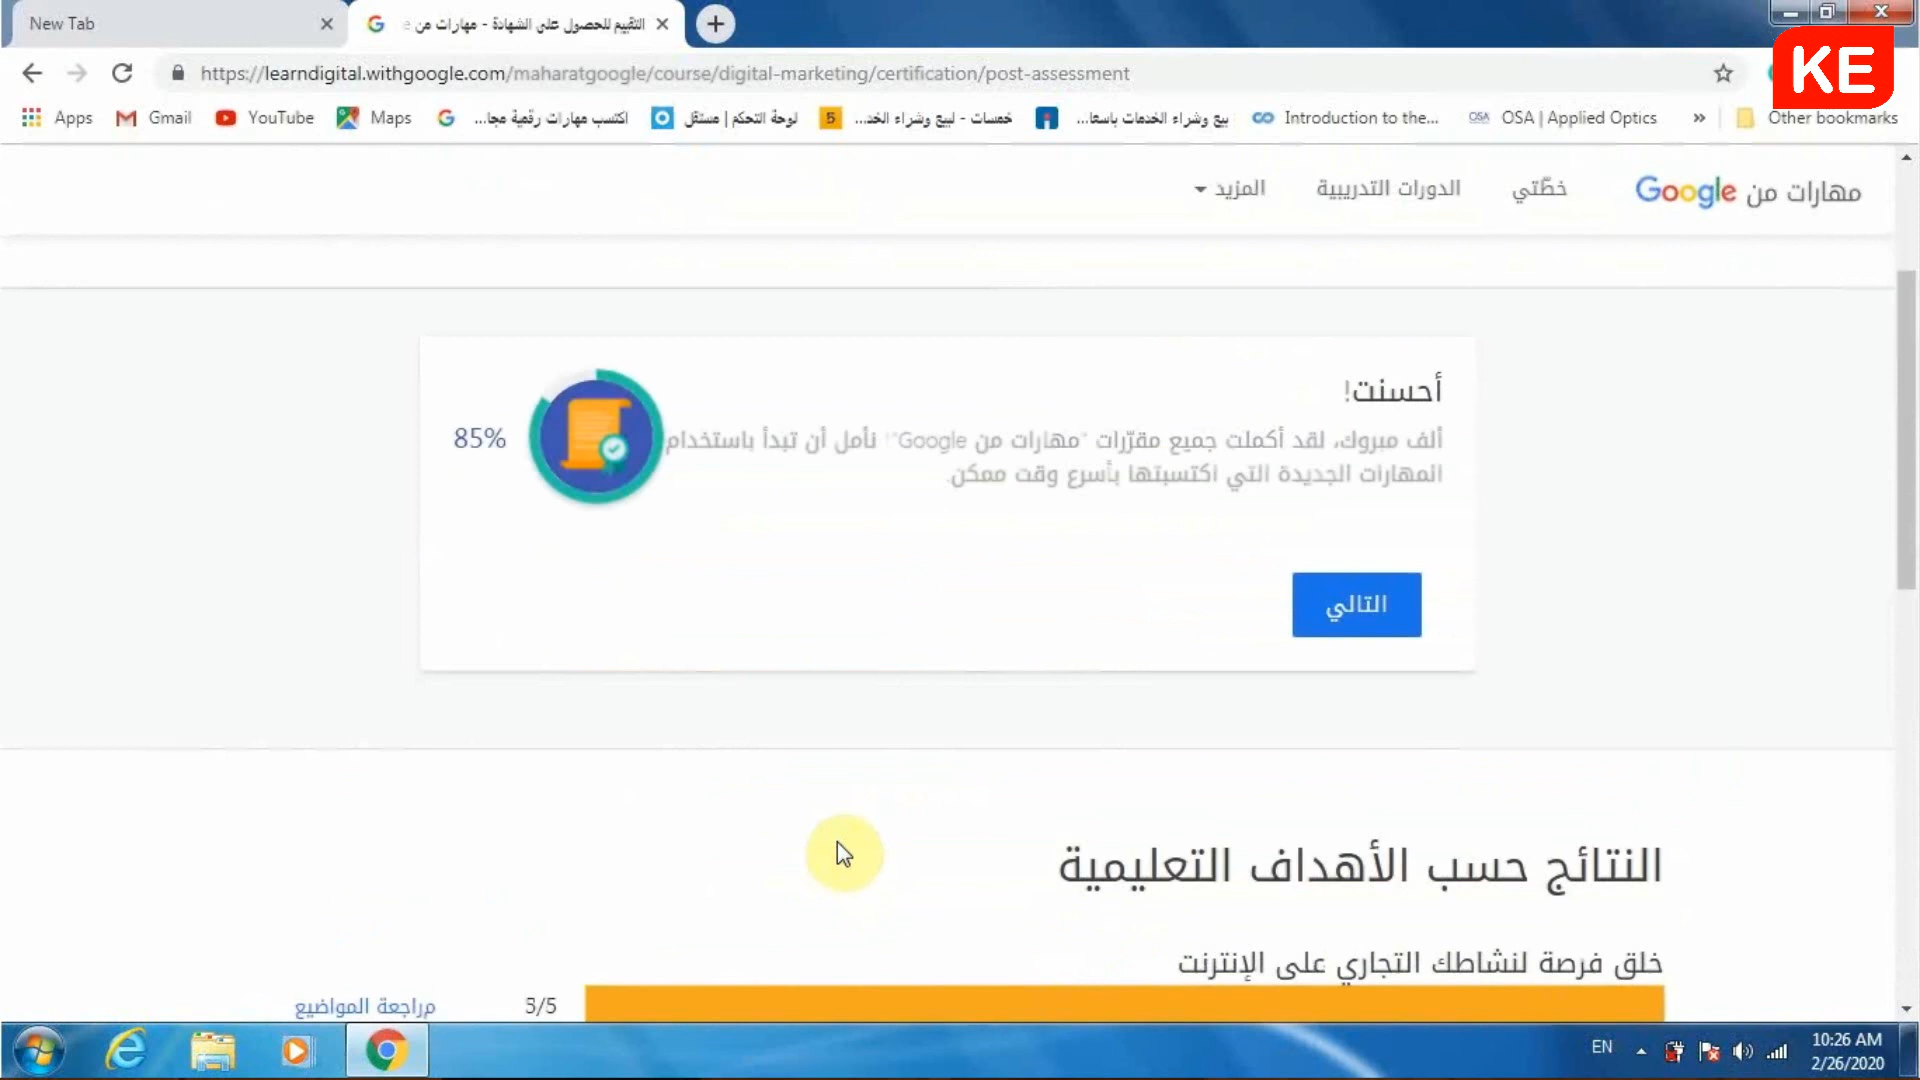 New Tab
التقييم للحصول على الشهادة - مهارات من e
KE
https://learndigital.withgoogle.com/maharatgoogle/course/digital-marketing/certification/post-assessment
Apps
Gmail
YouTube
Maps
اكتسب مهارات رقمية مجا...
لوحة التحكم | مستقل
خمسات - لبيع وشراء الخد...
بيع وشراء الخدمات باسعا...
Introduction to the...
OSA | Applied Optics
»
Other bookmarks
مهارات من Google
خطّتي
الدورات التدريبية
المزيد
أحسنت!
ألف مبروك، لقد أكملت جميع مقرّرات "مهارات من Google"! نأمل أن تبدأ باستخدام
المهارات الجديدة التي اكتسبتها بأسرع وقت ممكن.
85%
التالي
النتائج حسب الأهداف التعليمية
خلق فرصة لنشاطك التجاري على الإنترنت
5/5
مراجعة المواضيع
EN
10:26 AM
2/26/2020